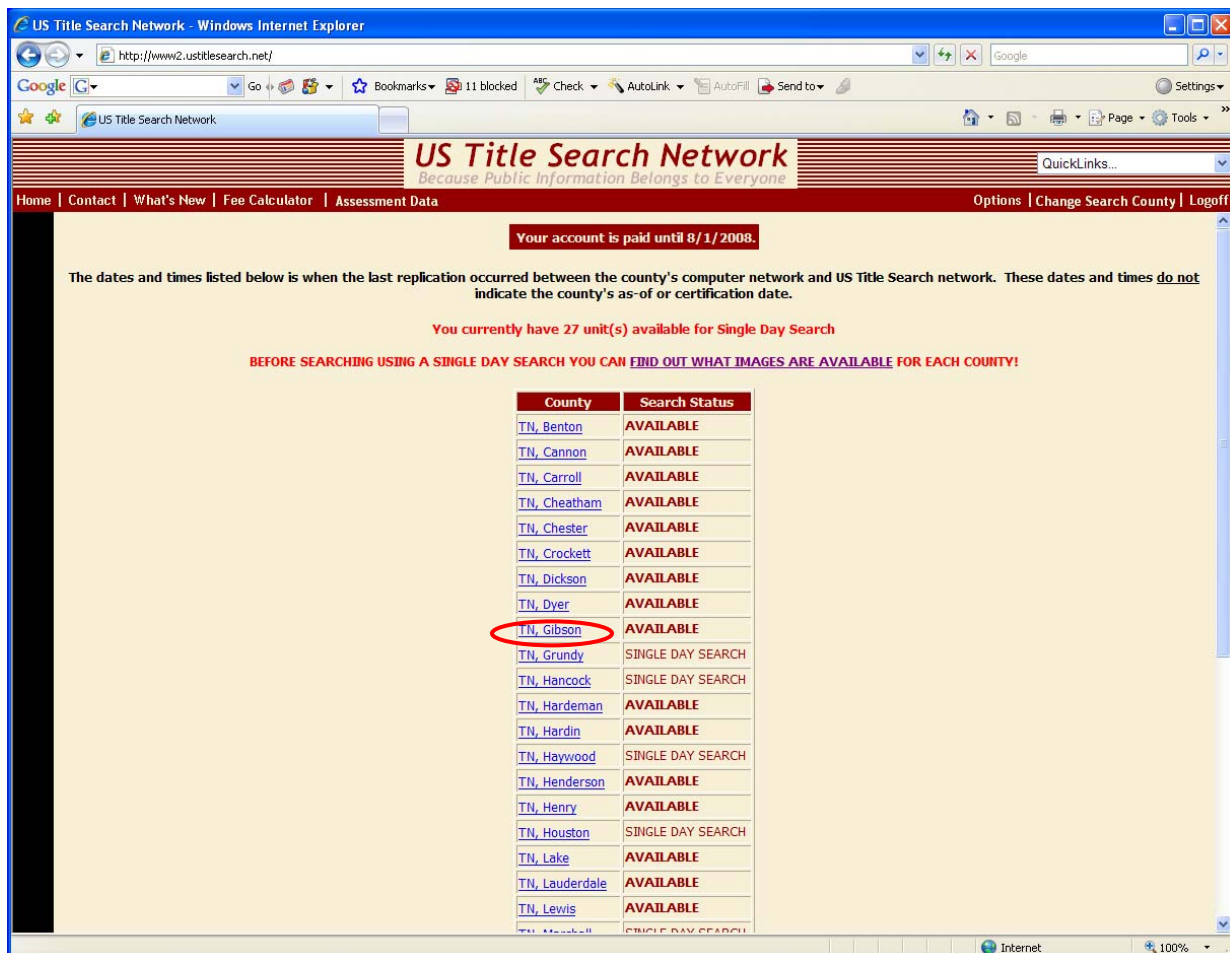 US Title Search Network - Windows Internet Explorer
http://www2.ustitlesearch.net/
Google
Google
Go
Bookmarks
11 blocked
Check
AutoLink
AutoFill
Send to
Settings
US Title Search Network
Page
Tools
US Title Search Network
Because Public Information Belongs to Everyone
QuickLinks...
Home | Contact | What's New | Fee Calculator | Assessment Data
Options | Change Search County | Logoff
Your account is paid until 8/1/2008.
The dates and times listed below is when the last replication occurred between the county's computer network and US Title Search network. These dates and times do not
indicate the county's as-of or certification date.
You currently have 27 unit(s) available for Single Day Search
BEFORE SEARCHING USING A SINGLE DAY SEARCH YOU CAN FIND OUT WHAT IMAGES ARE AVAILABLE FOR EACH COUNTY!
County Search Status
TN, Benton AVAILABLE
TN, Cannon AVAILABLE
TN, Carroll AVAILABLE
TN, Cheatham AVAILABLE
TN, Chester AVAILABLE
TN, Crockett AVAILABLE
TN, Dickson AVAILABLE
TN, Dyer AVAILABLE
TN, Gibson AVAILABLE
TN, Grundy SINGLE DAY SEARCH
TN, Hancock SINGLE DAY SEARCH
TN, Hardeman AVAILABLE
TN, Hardin AVAILABLE
TN, Haywood SINGLE DAY SEARCH
TN, Henderson AVAILABLE
TN, Henry AVAILABLE
TN, Houston SINGLE DAY SEARCH
TN, Lake AVAILABLE
TN, Lauderdale AVAILABLE
TN, Lewis AVAILABLE
TN, Marshall SINGLE DAY SEARCH
Internet
100%